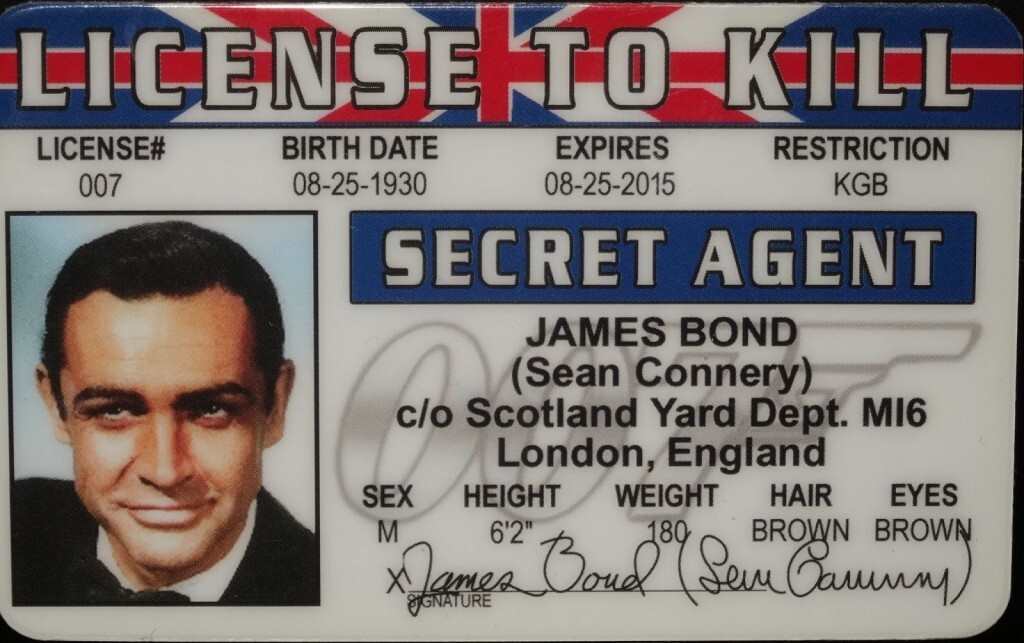 LICENSE TO KILL
LICENSE# BIRTH DATE EXPIRES RESTRICTION
007 08-25-1930 08-25-2015 KGB
SECRET AGENT
007
JAMES BOND
(Sean Connery)
c/o Scotland Yard Dept. MI6
London, England
SEX HEIGHT WEIGHT HAIR EYES
M 6'2" 180 BROWN BROWN
X James Bond (Sean Connery)
SIGNATURE